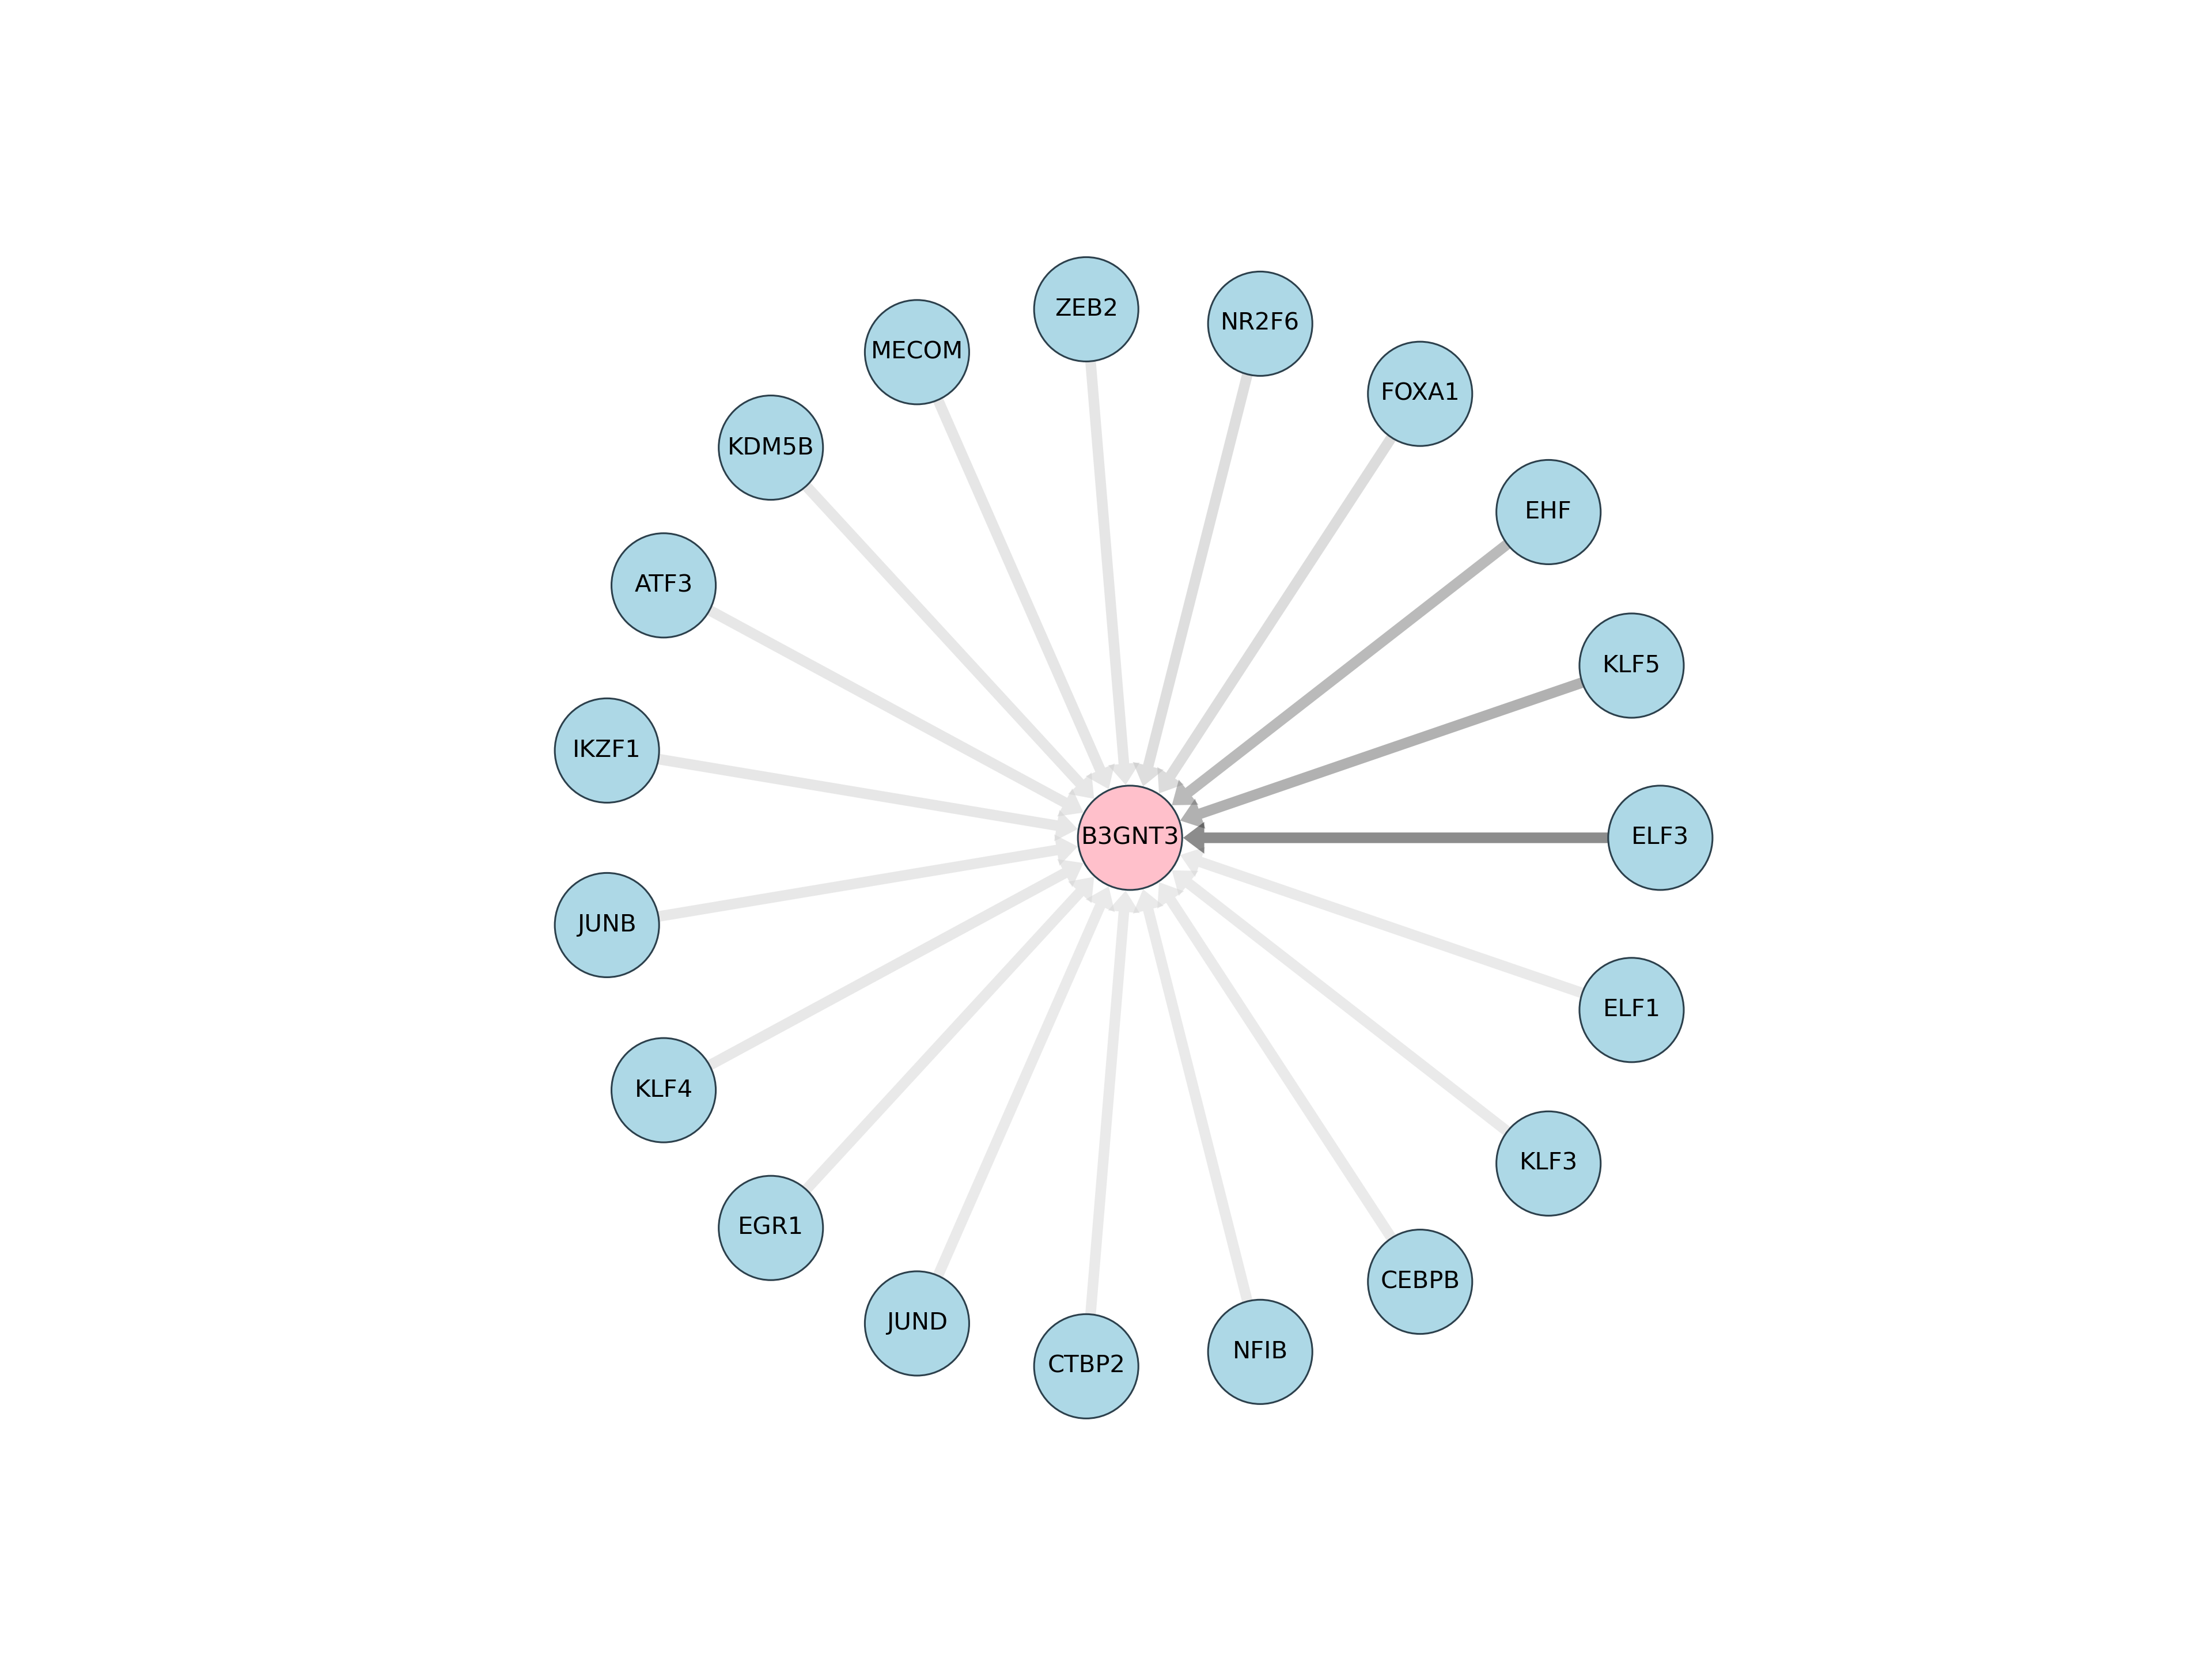 ZEB2
NR2F6
MECOM
FOXA1
KDM5B
EHF
ATF3
KLF5
IKZF1
B3GNT3
ELF3
JUNB
ELF1
KLF4
KLF3
EGR1
CEBPB
JUND
NFIB
CTBP2